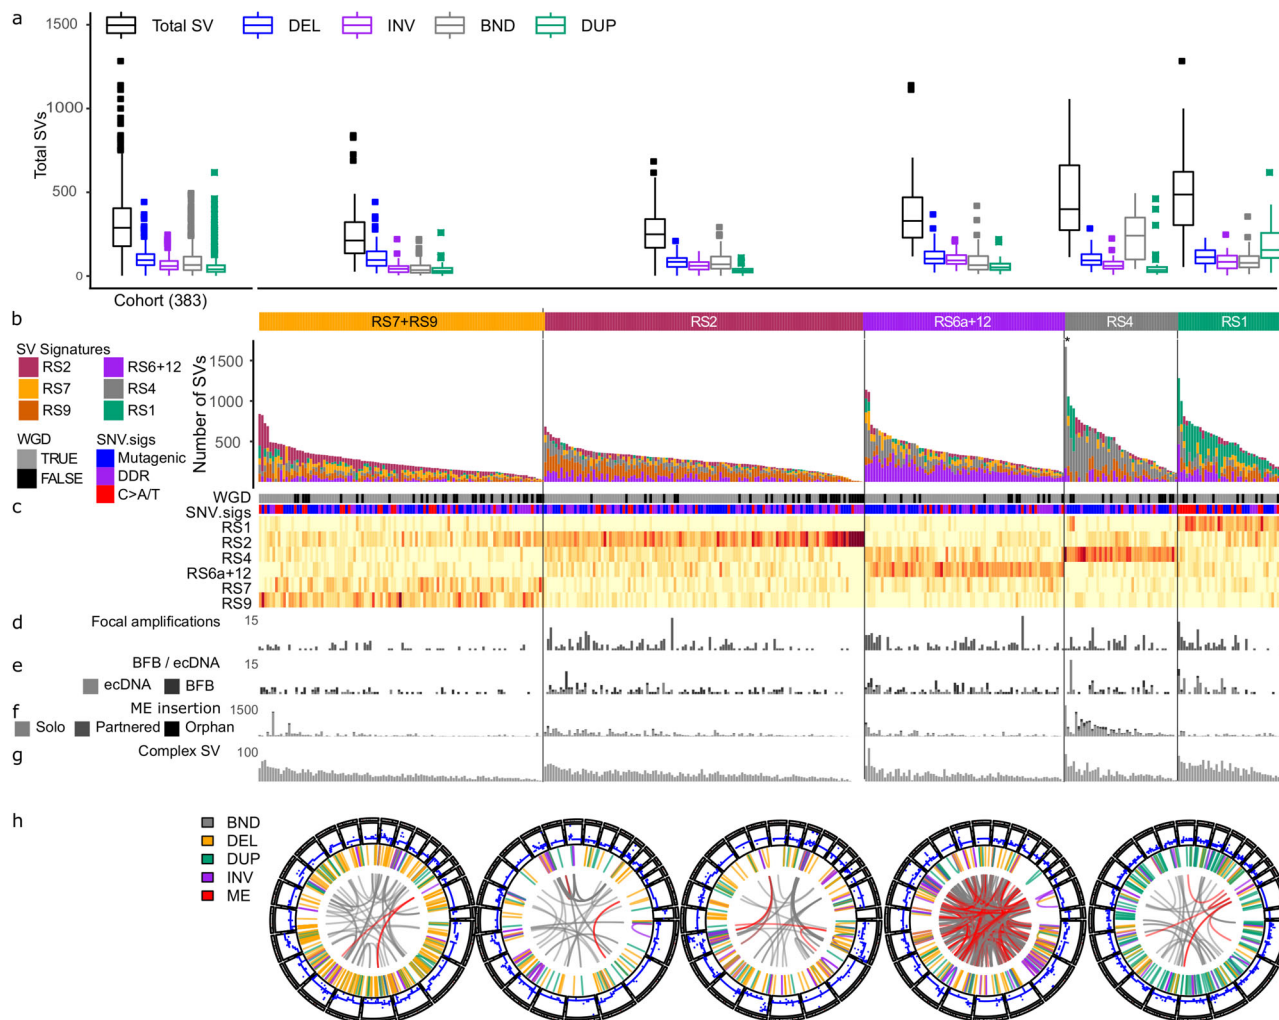 a
1500
Total SV
DEL
INV
BND
DUP
1000
500
0
Total SVs
Cohort (383)
b
RS7+RS9
RS2
RS6a+12
RS4
RS1
SV Signatures
RS2
RS6+12
RS7
RS4
RS9
RS1
WGD
SNV.sigs
TRUE
Mutagenic
FALSE
DDR
C>A/T
Number of SVs
1500
1000
500
*
c
WGD
SNV.sigs
RS1
RS2
RS4
RS6a+12
RS7
RS9
d
Focal amplifications
15
e
BFB / ecDNA
15
ecDNA
BFB
f
ME insertion
1500
Solo
Partnered
Orphan
g
Complex SV
100
h
BND
DEL
DUP
INV
ME